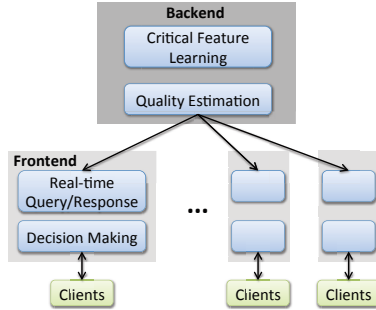 Backend
Critical Feature
Learning
Quality Estimation
Frontend
Real-time
Query/Response
Decision Making
...
Clients
Clients
Clients